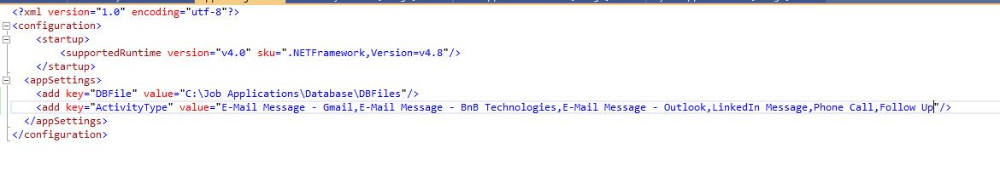 <?xml version="1.0" encoding="utf-8"?>
<configuration>
    <startup>
        <supportedRuntime version="v4.0" sku=".NETFramework,Version=v4.8"/>
    </startup>
  <appSettings>
    <add key="DBFile" value="C:\Job Applications\Database\DBFiles"/>
    <add key="ActivityType" value="E-Mail Message - Gmail,E-Mail Message - BnB Technologies,E-Mail Message - Outlook,LinkedIn Message,Phone Call,Follow Up"/>
  </appSettings>
</configuration>